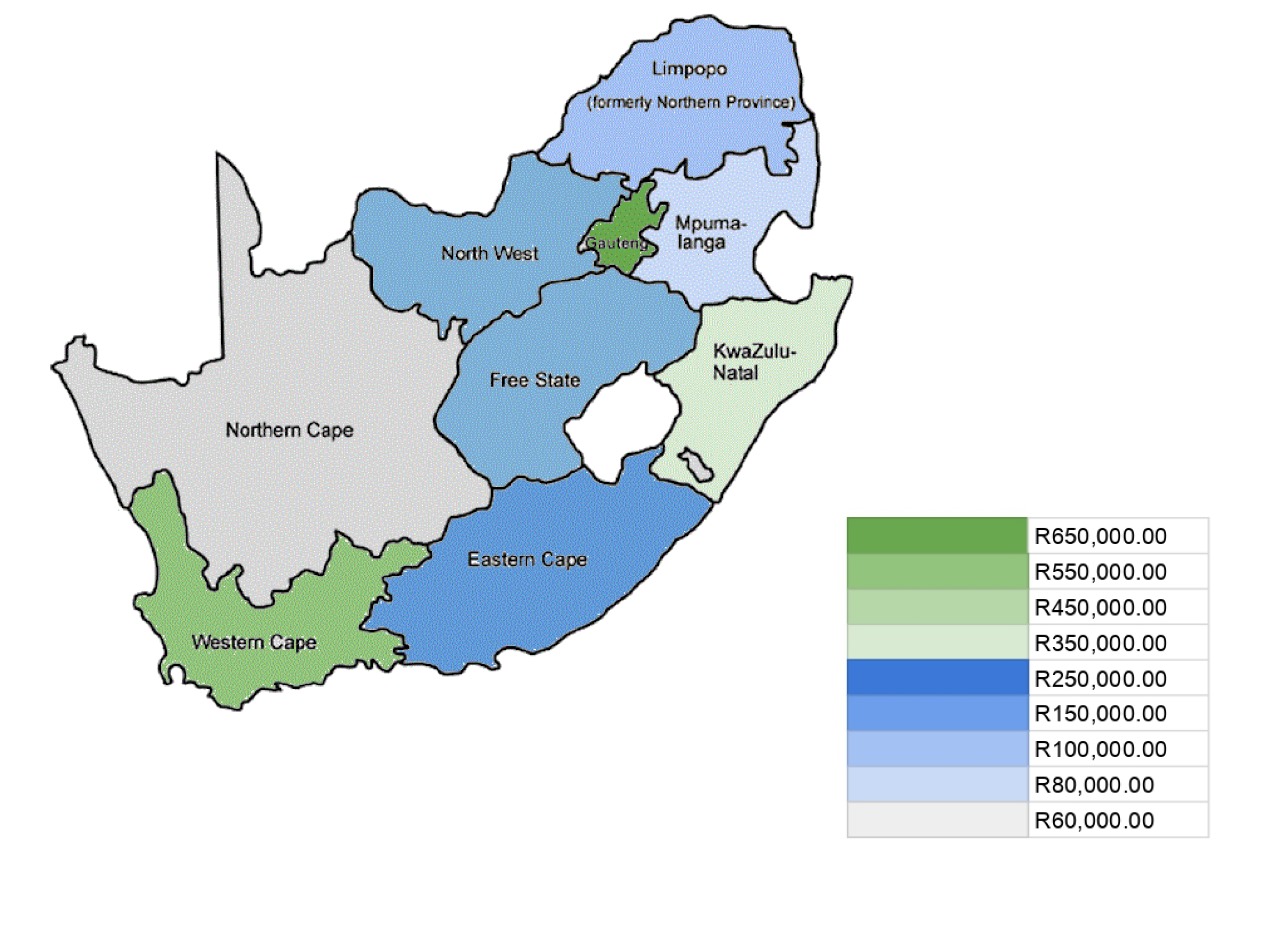 Limpopo
(formerly Northern Province)
Mpuma-
langa
Gauteng
North West
KwaZulu-
Natal
Free State
Northern Cape
Eastern Cape
Western Cape
R650,000.00
R550,000.00
R450,000.00
R350,000.00
R250,000.00
R150,000.00
R100,000.00
R80,000.00
R60,000.00